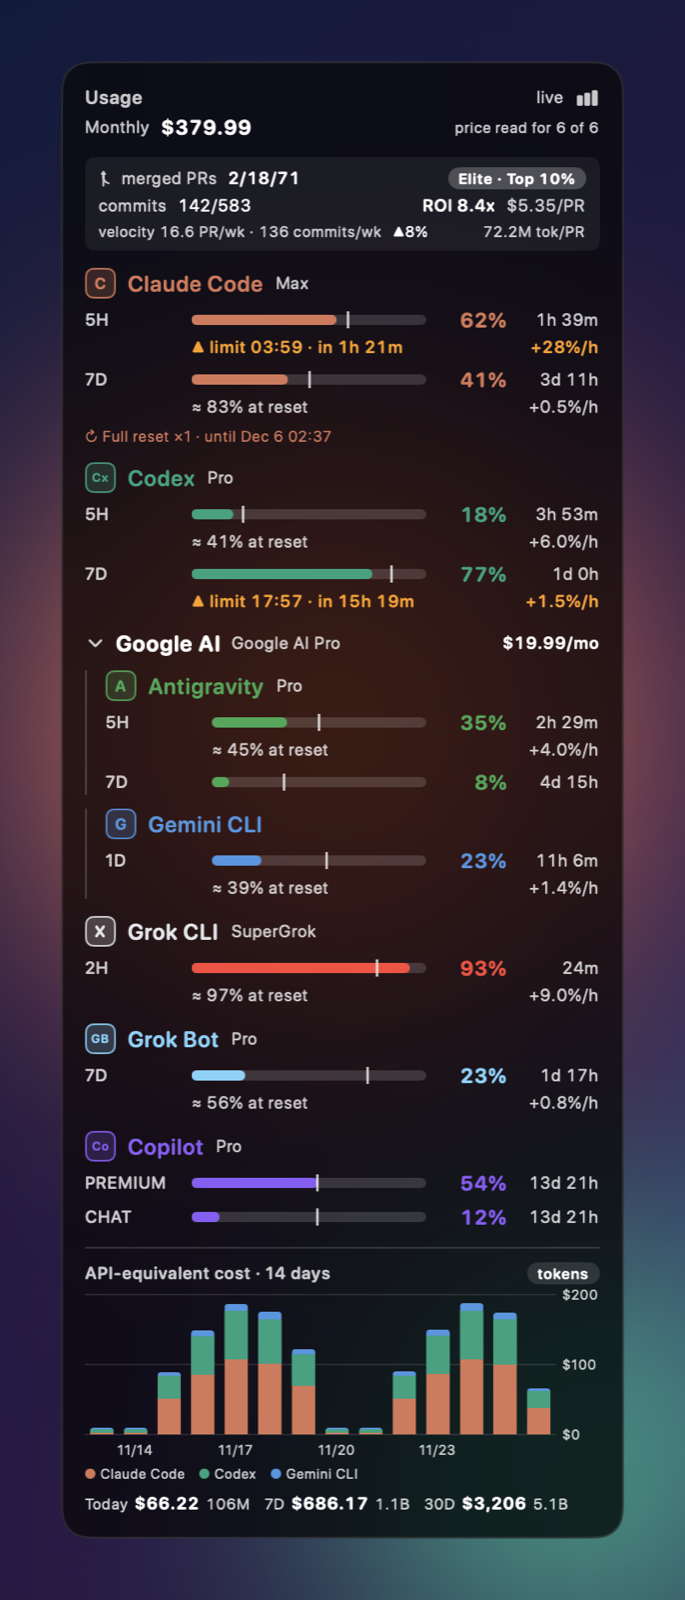 Usage live
Monthly $379.99 price read for 6 of 6
merged PRs 2/18/71 Elite · Top 10%
commits 142/583 ROI 8.4x $5.35/PR
velocity 16.6 PR/wk · 136 commits/wk ▲8% 72.2M tok/PR
C Claude Code Max
5H 62% 1h 39m
▲ limit 03:59 · in 1h 21m +28%/h
7D 41% 3d 11h
≈ 83% at reset +0.5%/h
↻ Full reset ×1 · until Dec 6 02:37
Cx Codex Pro
5H 18% 3h 53m
≈ 41% at reset +6.0%/h
7D 77% 1d 0h
▲ limit 17:57 · in 15h 19m +1.5%/h
Google AI Google AI Pro $19.99/mo
A Antigravity Pro
5H 35% 2h 29m
≈ 45% at reset +4.0%/h
7D 8% 4d 15h
G Gemini CLI
1D 23% 11h 6m
≈ 39% at reset +1.4%/h
X Grok CLI SuperGrok
2H 93% 24m
≈ 97% at reset +9.0%/h
GB Grok Bot Pro
7D 23% 1d 17h
≈ 56% at reset +0.8%/h
Co Copilot Pro
PREMIUM 54% 13d 21h
CHAT 12% 13d 21h
API-equivalent cost · 14 days tokens
$200
$100
$0
11/14 11/17 11/20 11/23
Claude Code Codex Gemini CLI
Today $66.22 106M 7D $686.17 1.1B 30D $3,206 5.1B